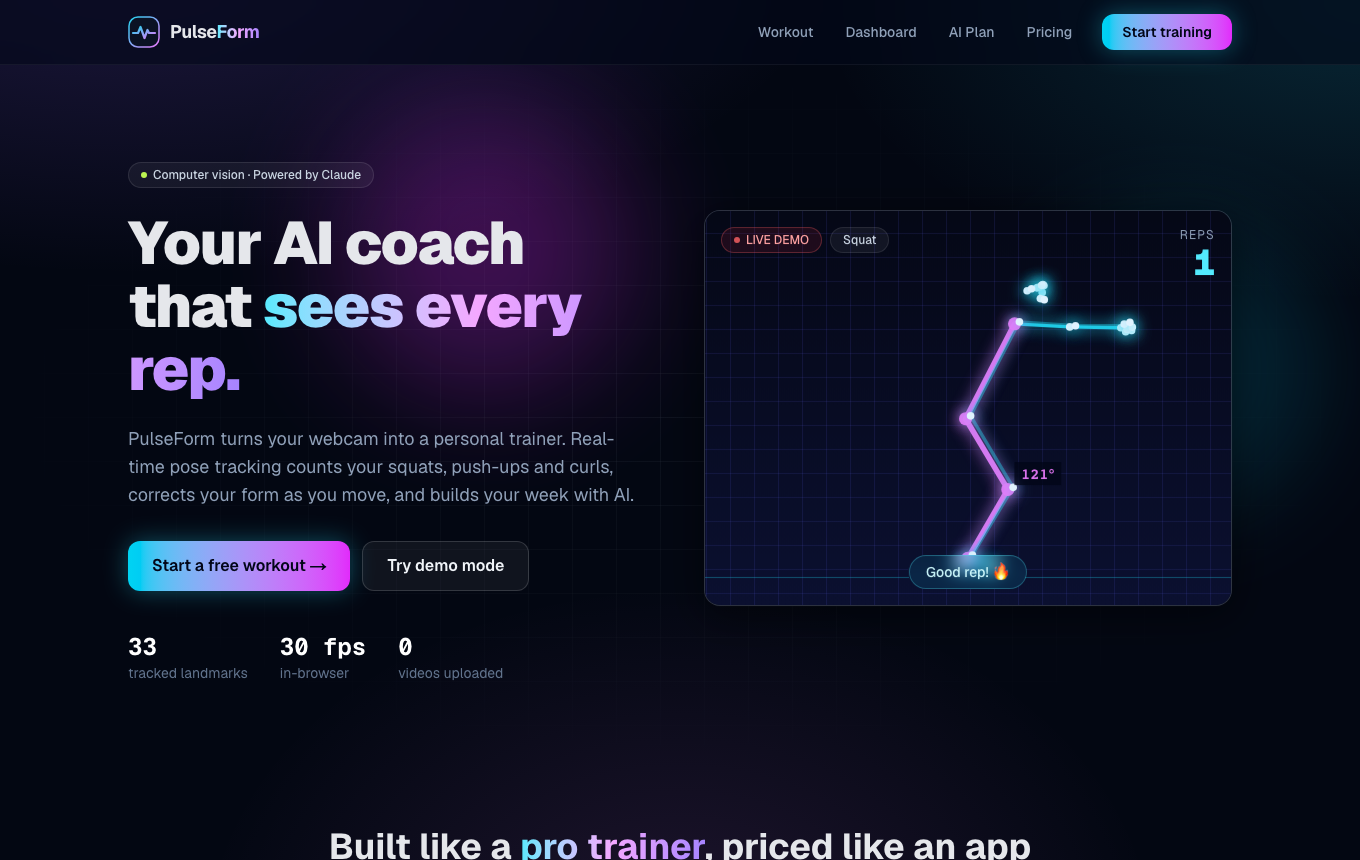 PulseForm
Workout
Dashboard
AI Plan
Pricing
Start training
Computer vision · Powered by Claude
Your AI coach
that sees every
rep.
PulseForm turns your webcam into a personal trainer. Real-
time pose tracking counts your squats, push-ups and curls,
corrects your form as you move, and builds your week with AI.
Start a free workout →
Try demo mode
33
tracked landmarks
30 fps
in-browser
0
videos uploaded
LIVE DEMO
Squat
REPS
1
121°
Good rep! 🔥
Built like a pro trainer, priced like an app